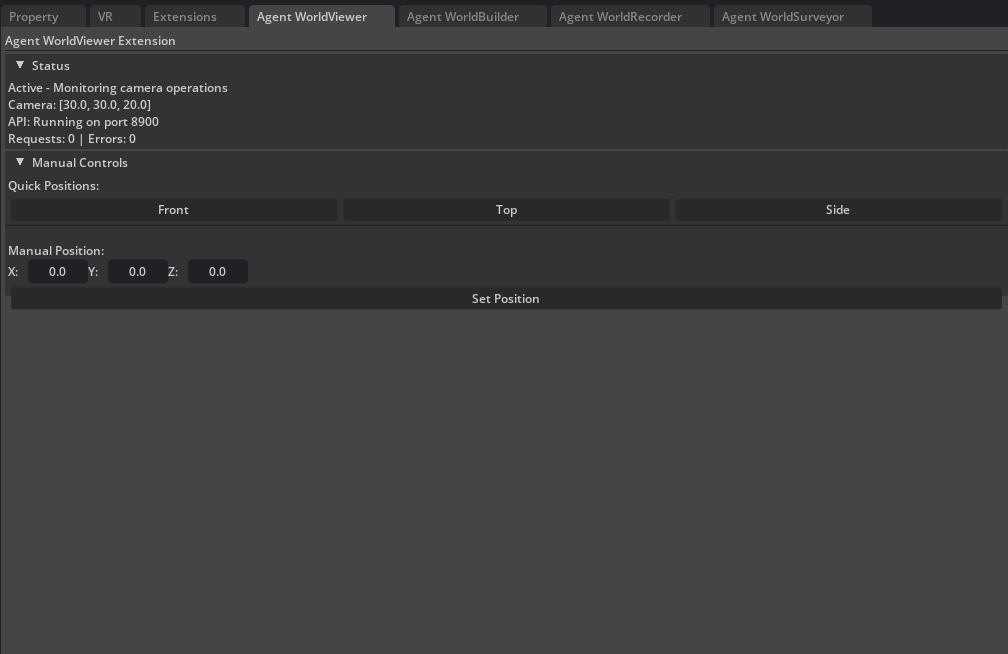 Property VR Extensions Agent WorldViewer Agent WorldBuilder Agent WorldRecorder Agent WorldSurveyor
Agent WorldViewer Extension
Status
Active - Monitoring camera operations
Camera: [30.0, 30.0, 20.0]
API: Running on port 8900
Requests: 0 | Errors: 0
Manual Controls
Quick Positions:
Front Top Side
Manual Position:
X: 0.0 Y: 0.0 Z: 0.0
Set Position